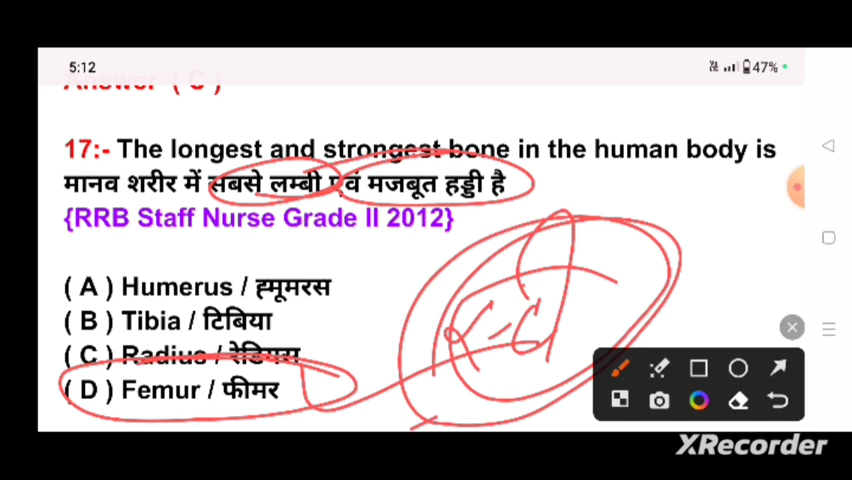 5:12
47%
Answer ( C )
17:- The longest and strongest bone in the human body is
मानव शरीर में सबसे लम्बी एवं मजबूत हड्डी है
{RRB Staff Nurse Grade II 2012}
( A ) Humerus / ह्मूमरस
( B ) Tibia / टिबिया
( C ) Radius / रेडियस
( D ) Femur / फीमर
XRecorder